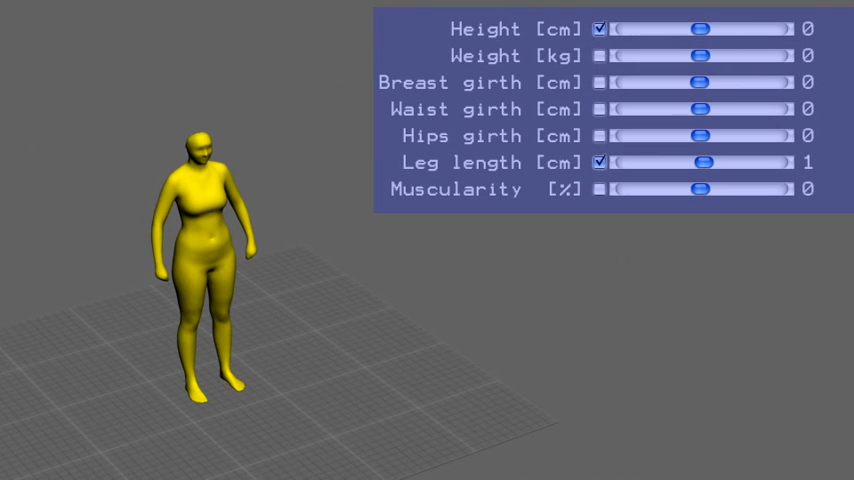 Height [cm] 0
Weight [kg] 0
Breast girth [cm] 0
Waist girth [cm] 0
Hips girth [cm] 0
Leg length [cm] 1
Muscularity [%] 0